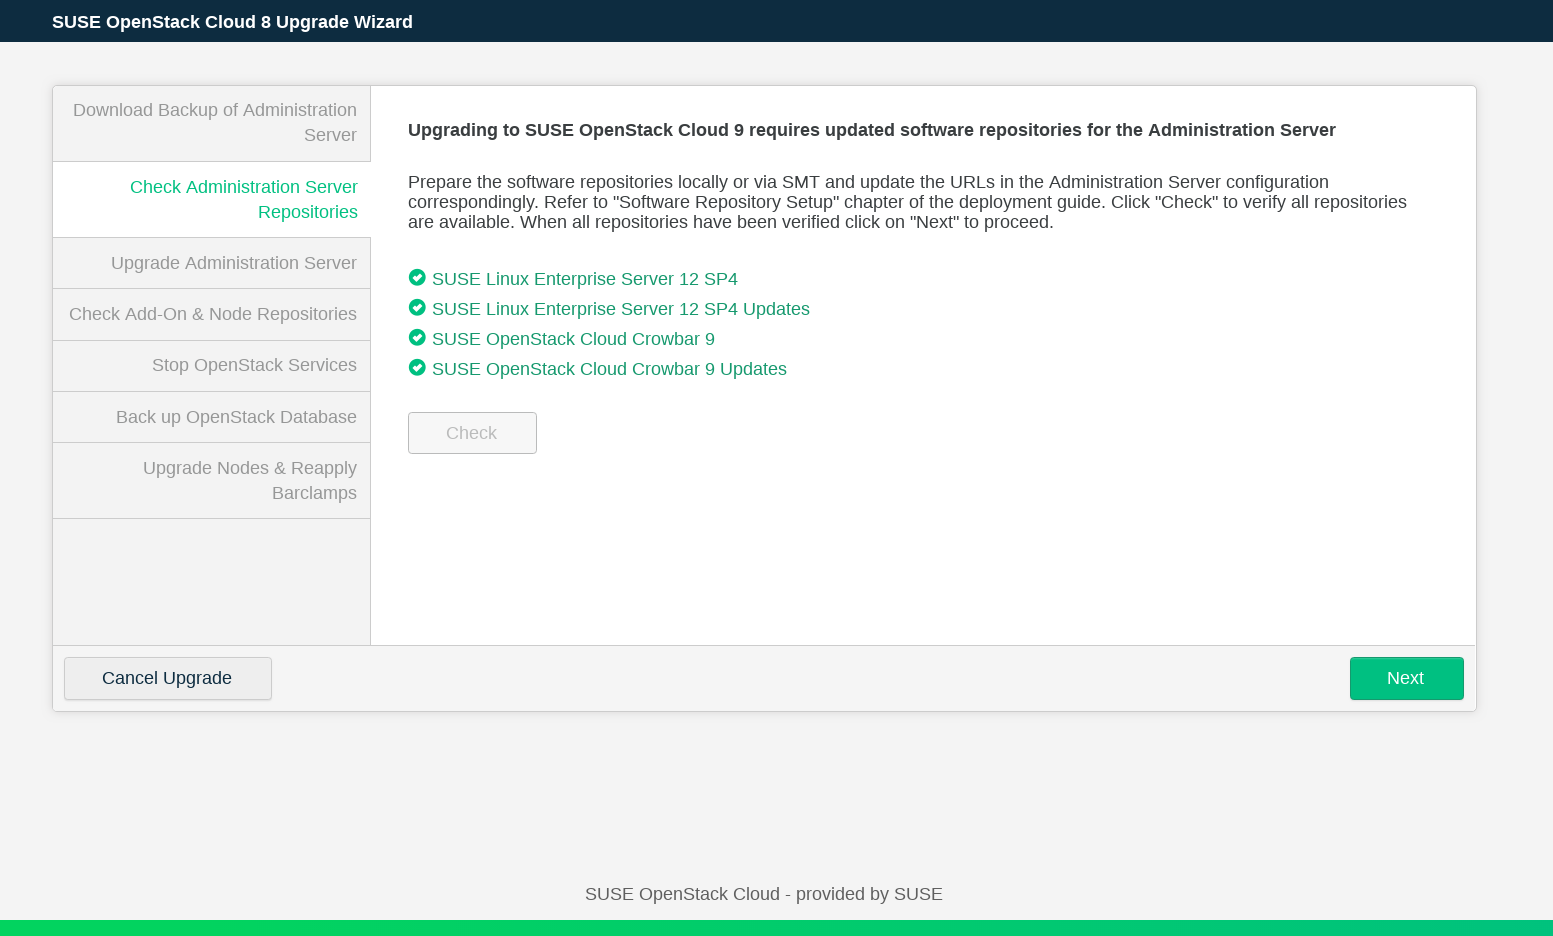 SUSE OpenStack Cloud 8 Upgrade Wizard
Download Backup of Administration
Server
Check Administration Server
Repositories
Upgrade Administration Server
Check Add-On & Node Repositories
Stop OpenStack Services
Back up OpenStack Database
Upgrade Nodes & Reapply
Barclamps
Upgrading to SUSE OpenStack Cloud 9 requires updated software repositories for the Administration Server
Prepare the software repositories locally or via SMT and update the URLs in the Administration Server configuration
correspondingly. Refer to "Software Repository Setup" chapter of the deployment guide. Click "Check" to verify all repositories
are available. When all repositories have been verified click on "Next" to proceed.
SUSE Linux Enterprise Server 12 SP4
SUSE Linux Enterprise Server 12 SP4 Updates
SUSE OpenStack Cloud Crowbar 9
SUSE OpenStack Cloud Crowbar 9 Updates
Check
Cancel Upgrade
Next
SUSE OpenStack Cloud - provided by SUSE